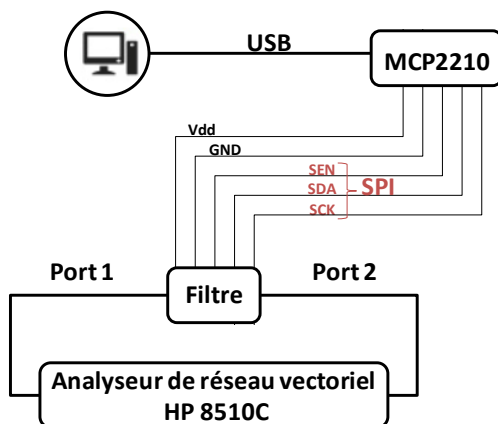 USB
MCP2210
Vdd
GND
SEN
SDA
SPI
SCK
Port 1
Port 2
Filtre
Analyseur de réseau vectoriel
HP 8510C